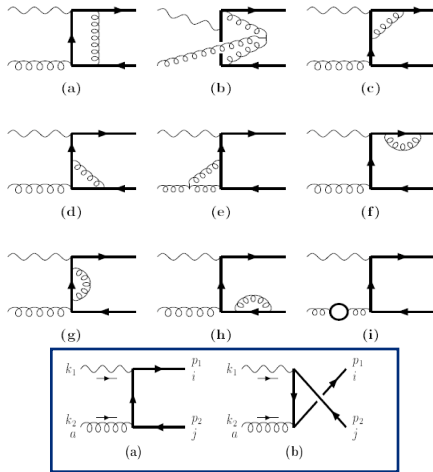 (a) (b) (c)
(d) (e) (f)
(g) (h) (i)
k₁ p₁ k₁ p₁
i i
k₂ p₂ k₂ p₂
a j a j
(a) (b)